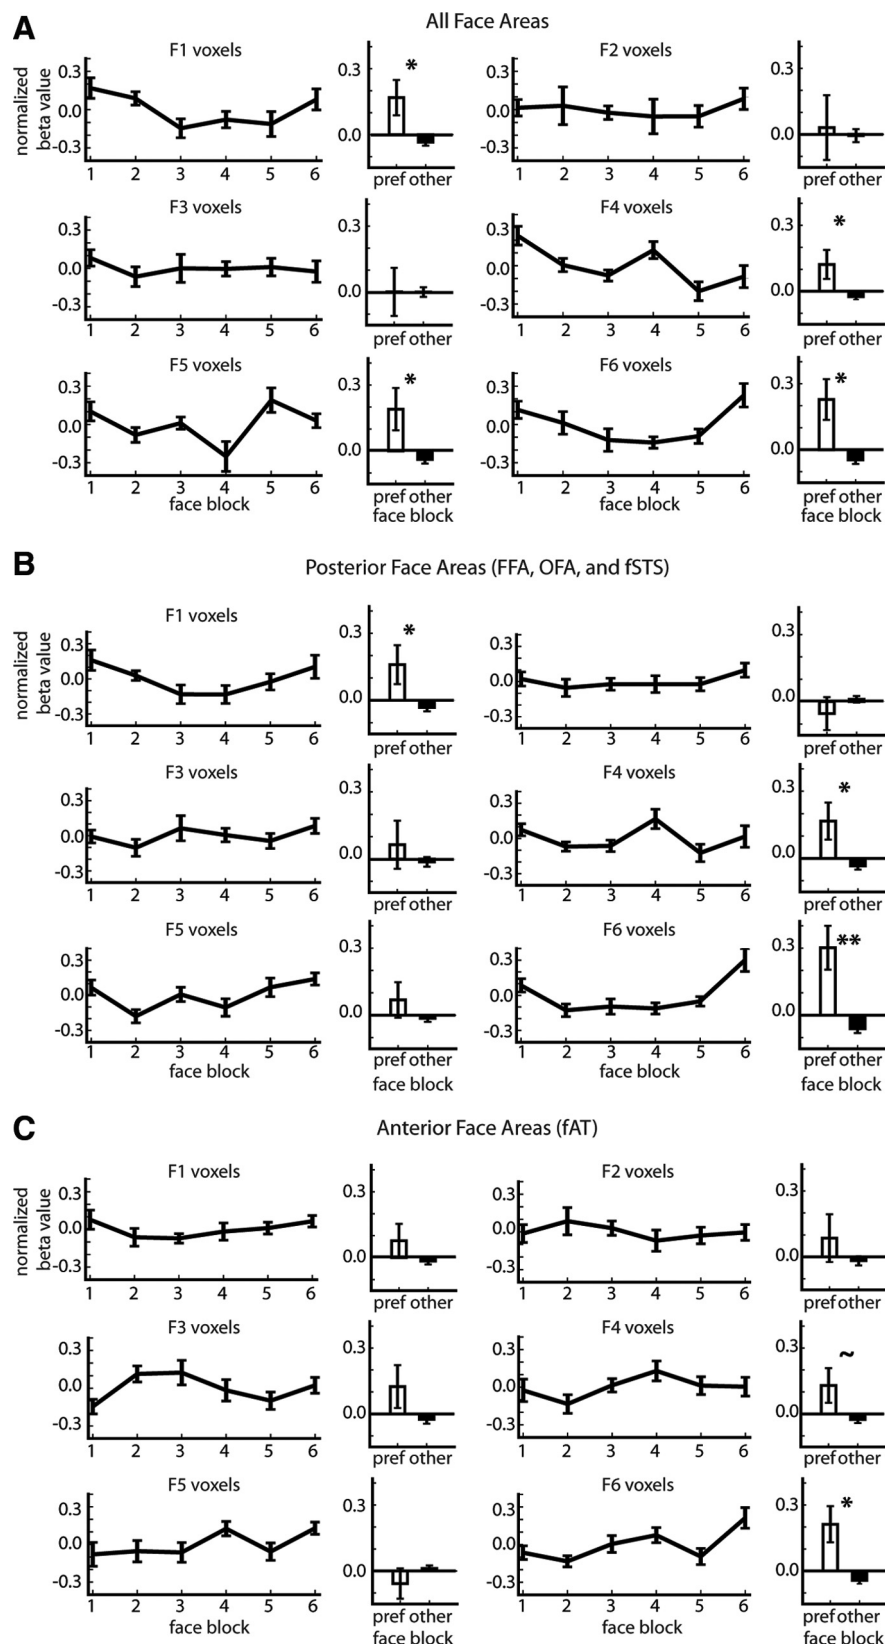 A
All Face Areas
normalized
beta value
F1 voxels
0.3
0.0
-0.3
1 2 3 4 5 6
0.3
0.0
*
pref other
F2 voxels
0.3
0.0
-0.3
1 2 3 4 5 6
0.3
0.0
pref other
F3 voxels
0.3
0.0
-0.3
1 2 3 4 5 6
0.0
pref other
F4 voxels
0.3
0.0
-0.3
1 2 3 4 5 6
0.3
0.0
*
pref other
F5 voxels
0.3
0.0
-0.3
1 2 3 4 5 6
face block
0.3
0.0
*
pref other
face block
F6 voxels
0.3
0.0
-0.3
1 2 3 4 5 6
0.3
0.0
*
pref other
face block
B
Posterior Face Areas (FFA, OFA, and fSTS)
normalized
beta value
F1 voxels
0.3
0.0
-0.3
1 2 3 4 5 6
0.3
0.0
*
pref other
0.3
0.0
-0.3
1 2 3 4 5 6
0.3
0.0
pref other
F3 voxels
0.3
0.0
-0.3
1 2 3 4 5 6
0.3
0.0
pref other
F4 voxels
0.3
0.0
-0.3
1 2 3 4 5 6
0.3
0.0
*
pref other
F5 voxels
0.3
0.0
-0.3
1 2 3 4 5 6
face block
0.3
0.0
pref other
face block
F6 voxels
0.3
0.0
-0.3
1 2 3 4 5 6
face block
0.3
0.0
**
pref other
face block
C
Anterior Face Areas (fAT)
normalized
beta value
F1 voxels
0.3
0.0
-0.3
1 2 3 4 5 6
0.3
0.0
pref other
F2 voxels
0.3
0.0
-0.3
1 2 3 4 5 6
0.3
0.0
pref other
F3 voxels
0.3
0.0
-0.3
1 2 3 4 5 6
0.3
0.0
pref other
F4 voxels
0.3
0.0
-0.3
1 2 3 4 5 6
0.3
0.0
~
pref other
F5 voxels
0.3
0.0
-0.3
1 2 3 4 5 6
face block
0.3
0.0
pref other
face block
F6 voxels
0.3
0.0
-0.3
1 2 3 4 5 6
face block
0.3
0.0
*
pref other
face block